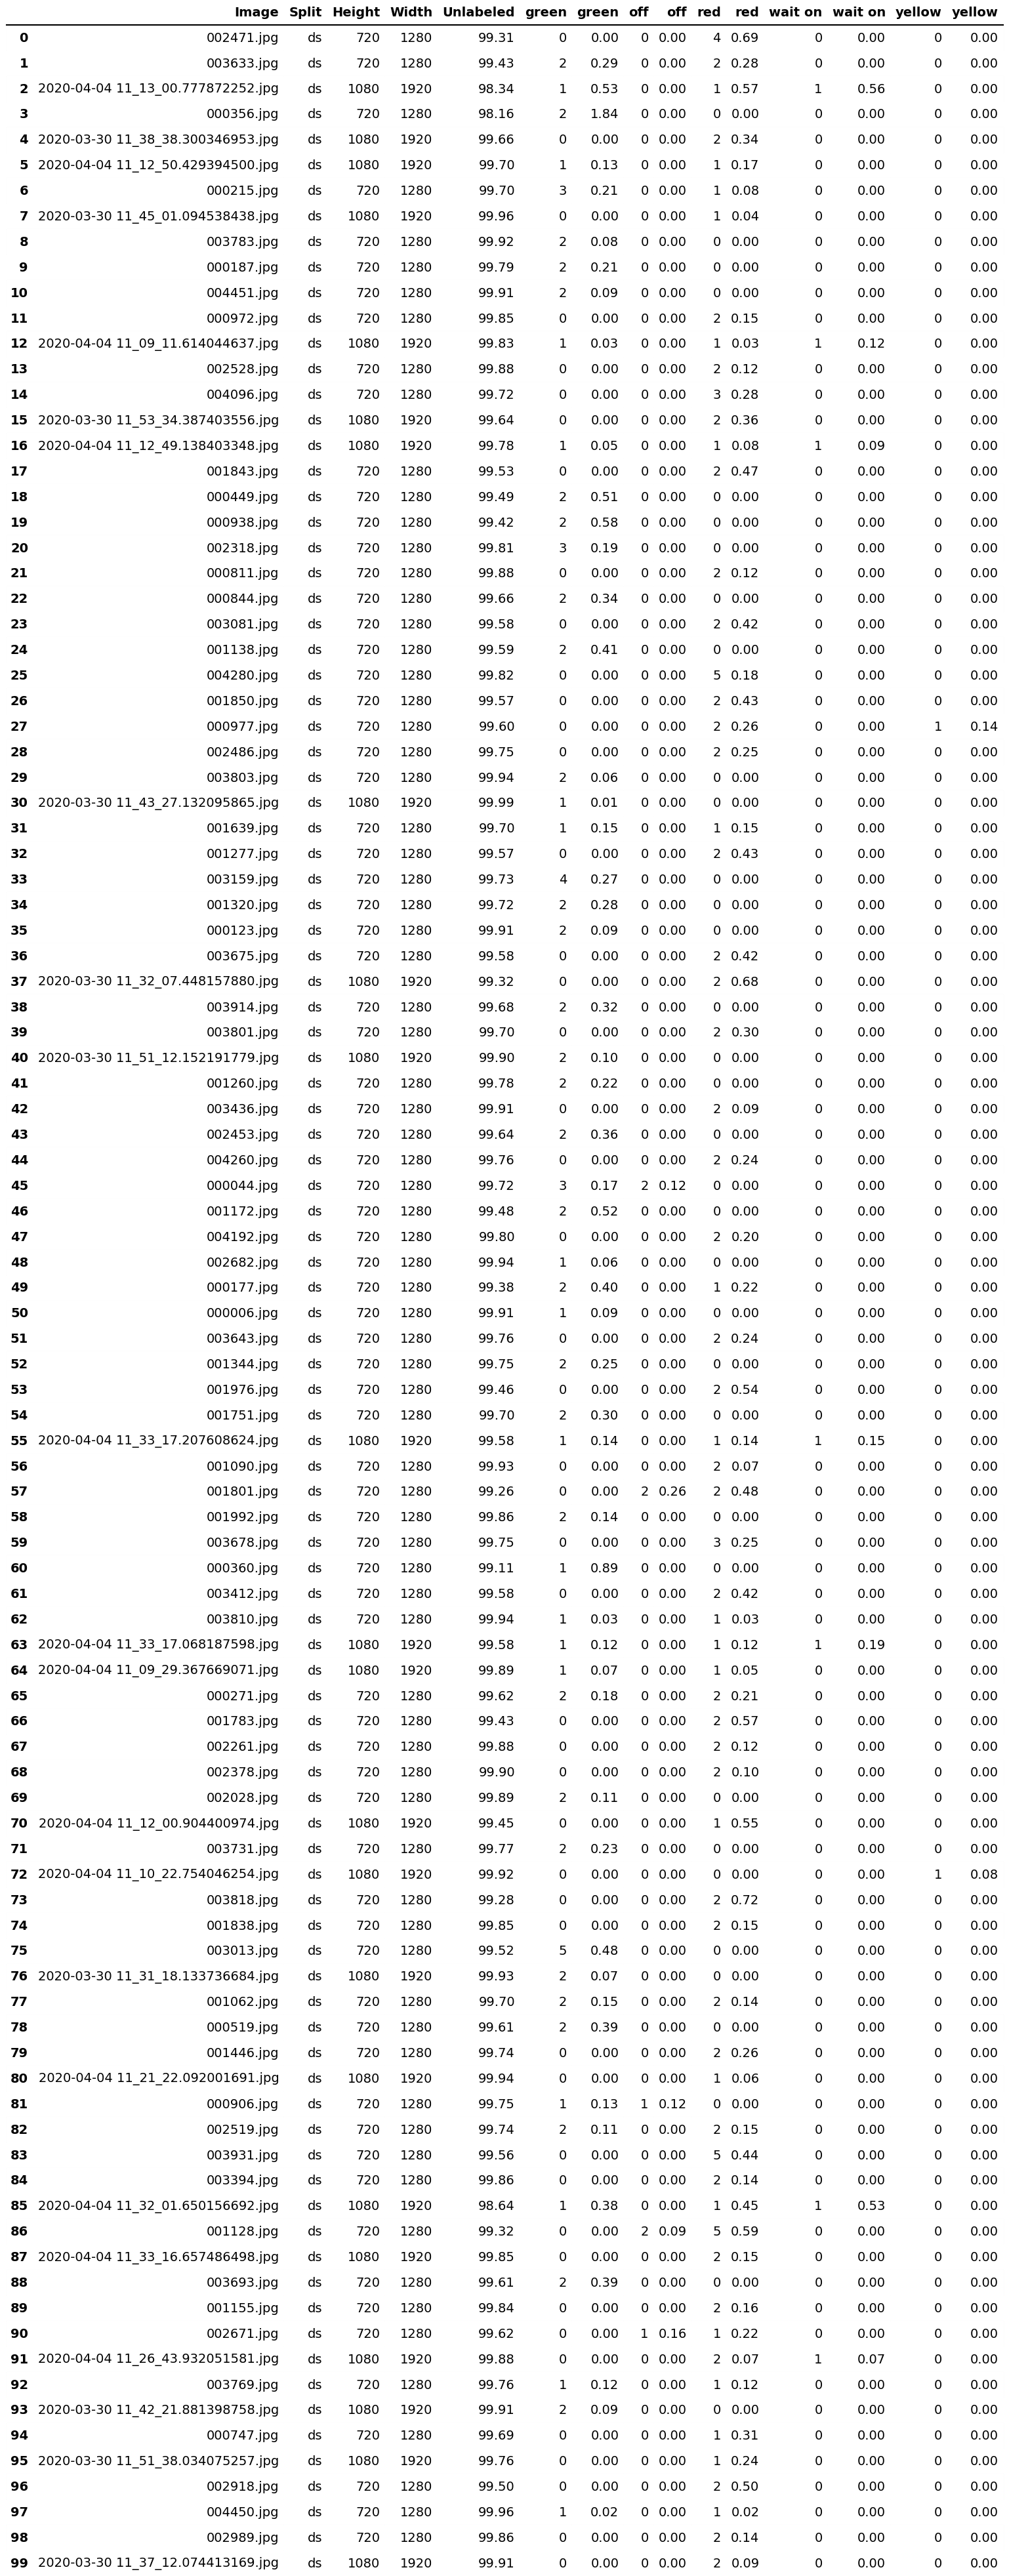 Image Split Height Width Unlabeled green green off off red red wait on wait on yellow yellow
0 002471.jpg ds 720 1280 99.31 0 0.00 0 0.00 4 0.69 0 0.00 0 0.00
1 003633.jpg ds 720 1280 99.43 2 0.29 0 0.00 2 0.28 0 0.00 0 0.00
2 2020-04-04 11_13_00.777872252.jpg ds 1080 1920 98.34 1 0.53 0 0.00 1 0.57 1 0.56 0 0.00
3 000356.jpg ds 720 1280 98.16 2 1.84 0 0.00 0 0.00 0 0.00 0 0.00
4 2020-03-30 11_38_38.300346953.jpg ds 1080 1920 99.66 0 0.00 0 0.00 2 0.34 0 0.00 0 0.00
5 2020-04-04 11_12_50.429394500.jpg ds 1080 1920 99.70 1 0.13 0 0.00 1 0.17 0 0.00 0 0.00
6 000215.jpg ds 720 1280 99.70 3 0.21 0 0.00 1 0.08 0 0.00 0 0.00
7 2020-03-30 11_45_01.094538438.jpg ds 1080 1920 99.96 0 0.00 0 0.00 1 0.04 0 0.00 0 0.00
8 003783.jpg ds 720 1280 99.92 2 0.08 0 0.00 0 0.00 0 0.00 0 0.00
9 000187.jpg ds 720 1280 99.79 2 0.21 0 0.00 0 0.00 0 0.00 0 0.00
10 004451.jpg ds 720 1280 99.91 2 0.09 0 0.00 0 0.00 0 0.00 0 0.00
11 000972.jpg ds 720 1280 99.85 0 0.00 0 0.00 2 0.15 0 0.00 0 0.00
12 2020-04-04 11_09_11.614044637.jpg ds 1080 1920 99.83 1 0.03 0 0.00 1 0.03 1 0.12 0 0.00
13 002528.jpg ds 720 1280 99.88 0 0.00 0 0.00 2 0.12 0 0.00 0 0.00
14 004096.jpg ds 720 1280 99.72 0 0.00 0 0.00 3 0.28 0 0.00 0 0.00
15 2020-03-30 11_53_34.387403556.jpg ds 1080 1920 99.64 0 0.00 0 0.00 2 0.36 0 0.00 0 0.00
16 2020-04-04 11_12_49.138403348.jpg ds 1080 1920 99.78 1 0.05 0 0.00 1 0.08 1 0.09 0 0.00
17 001843.jpg ds 720 1280 99.53 0 0.00 0 0.00 2 0.47 0 0.00 0 0.00
18 000449.jpg ds 720 1280 99.49 2 0.51 0 0.00 0 0.00 0 0.00 0 0.00
19 000938.jpg ds 720 1280 99.42 2 0.58 0 0.00 0 0.00 0 0.00 0 0.00
20 002318.jpg ds 720 1280 99.81 3 0.19 0 0.00 0 0.00 0 0.00 0 0.00
21 000811.jpg ds 720 1280 99.88 0 0.00 0 0.00 2 0.12 0 0.00 0 0.00
22 000844.jpg ds 720 1280 99.66 2 0.34 0 0.00 0 0.00 0 0.00 0 0.00
23 003081.jpg ds 720 1280 99.58 0 0.00 0 0.00 2 0.42 0 0.00 0 0.00
24 001138.jpg ds 720 1280 99.59 2 0.41 0 0.00 0 0.00 0 0.00 0 0.00
25 004280.jpg ds 720 1280 99.82 0 0.00 0 0.00 5 0.18 0 0.00 0 0.00
26 001850.jpg ds 720 1280 99.57 0 0.00 0 0.00 2 0.43 0 0.00 0 0.00
27 000977.jpg ds 720 1280 99.60 0 0.00 0 0.00 2 0.26 0 0.00 1 0.14
28 002486.jpg ds 720 1280 99.75 0 0.00 0 0.00 2 0.25 0 0.00 0 0.00
29 003803.jpg ds 720 1280 99.94 2 0.06 0 0.00 0 0.00 0 0.00 0 0.00
30 2020-03-30 11_43_27.132095865.jpg ds 1080 1920 99.99 1 0.01 0 0.00 0 0.00 0 0.00 0 0.00
31 001639.jpg ds 720 1280 99.70 1 0.15 0 0.00 1 0.15 0 0.00 0 0.00
32 001277.jpg ds 720 1280 99.57 0 0.00 0 0.00 2 0.43 0 0.00 0 0.00
33 003159.jpg ds 720 1280 99.73 4 0.27 0 0.00 0 0.00 0 0.00 0 0.00
34 001320.jpg ds 720 1280 99.72 2 0.28 0 0.00 0 0.00 0 0.00 0 0.00
35 000123.jpg ds 720 1280 99.91 2 0.09 0 0.00 0 0.00 0 0.00 0 0.00
36 003675.jpg ds 720 1280 99.58 0 0.00 0 0.00 2 0.42 0 0.00 0 0.00
37 2020-03-30 11_32_07.448157880.jpg ds 1080 1920 99.32 0 0.00 0 0.00 2 0.68 0 0.00 0 0.00
38 003914.jpg ds 720 1280 99.68 2 0.32 0 0.00 0 0.00 0 0.00 0 0.00
39 003801.jpg ds 720 1280 99.70 0 0.00 0 0.00 2 0.30 0 0.00 0 0.00
40 2020-03-30 11_51_12.152191779.jpg ds 1080 1920 99.90 2 0.10 0 0.00 0 0.00 0 0.00 0 0.00
41 001260.jpg ds 720 1280 99.78 2 0.22 0 0.00 0 0.00 0 0.00 0 0.00
42 003436.jpg ds 720 1280 99.91 0 0.00 0 0.00 2 0.09 0 0.00 0 0.00
43 002453.jpg ds 720 1280 99.64 2 0.36 0 0.00 0 0.00 0 0.00 0 0.00
44 004260.jpg ds 720 1280 99.76 0 0.00 0 0.00 2 0.24 0 0.00 0 0.00
45 000044.jpg ds 720 1280 99.72 3 0.17 2 0.12 0 0.00 0 0.00 0 0.00
46 001172.jpg ds 720 1280 99.48 2 0.52 0 0.00 0 0.00 0 0.00 0 0.00
47 004192.jpg ds 720 1280 99.80 0 0.00 0 0.00 2 0.20 0 0.00 0 0.00
48 002682.jpg ds 720 1280 99.94 1 0.06 0 0.00 0 0.00 0 0.00 0 0.00
49 000177.jpg ds 720 1280 99.38 2 0.40 0 0.00 1 0.22 0 0.00 0 0.00
50 000006.jpg ds 720 1280 99.91 1 0.09 0 0.00 0 0.00 0 0.00 0 0.00
51 003643.jpg ds 720 1280 99.76 0 0.00 0 0.00 2 0.24 0 0.00 0 0.00
52 001344.jpg ds 720 1280 99.75 2 0.25 0 0.00 0 0.00 0 0.00 0 0.00
53 001976.jpg ds 720 1280 99.46 0 0.00 0 0.00 2 0.54 0 0.00 0 0.00
54 001751.jpg ds 720 1280 99.70 2 0.30 0 0.00 0 0.00 0 0.00 0 0.00
55 2020-04-04 11_33_17.207608624.jpg ds 1080 1920 99.58 1 0.14 0 0.00 1 0.14 1 0.15 0 0.00
56 001090.jpg ds 720 1280 99.93 0 0.00 0 0.00 2 0.07 0 0.00 0 0.00
57 001801.jpg ds 720 1280 99.26 0 0.00 2 0.26 2 0.48 0 0.00 0 0.00
58 001992.jpg ds 720 1280 99.86 2 0.14 0 0.00 0 0.00 0 0.00 0 0.00
59 003678.jpg ds 720 1280 99.75 0 0.00 0 0.00 3 0.25 0 0.00 0 0.00
60 000360.jpg ds 720 1280 99.11 1 0.89 0 0.00 0 0.00 0 0.00 0 0.00
61 003412.jpg ds 720 1280 99.58 0 0.00 0 0.00 2 0.42 0 0.00 0 0.00
62 003810.jpg ds 720 1280 99.94 1 0.03 0 0.00 1 0.03 0 0.00 0 0.00
63 2020-04-04 11_33_17.068187598.jpg ds 1080 1920 99.58 1 0.12 0 0.00 1 0.12 1 0.19 0 0.00
64 2020-04-04 11_09_29.367669071.jpg ds 1080 1920 99.89 1 0.07 0 0.00 1 0.05 0 0.00 0 0.00
65 000271.jpg ds 720 1280 99.62 2 0.18 0 0.00 2 0.21 0 0.00 0 0.00
66 001783.jpg ds 720 1280 99.43 0 0.00 0 0.00 2 0.57 0 0.00 0 0.00
67 002261.jpg ds 720 1280 99.88 0 0.00 0 0.00 2 0.12 0 0.00 0 0.00
68 002378.jpg ds 720 1280 99.90 0 0.00 0 0.00 2 0.10 0 0.00 0 0.00
69 002028.jpg ds 720 1280 99.89 2 0.11 0 0.00 0 0.00 0 0.00 0 0.00
70 2020-04-04 11_12_00.904400974.jpg ds 1080 1920 99.45 0 0.00 0 0.00 1 0.55 0 0.00 0 0.00
71 003731.jpg ds 720 1280 99.77 2 0.23 0 0.00 0 0.00 0 0.00 0 0.00
72 2020-04-04 11_10_22.754046254.jpg ds 1080 1920 99.92 0 0.00 0 0.00 0 0.00 0 0.00 1 0.08
73 003818.jpg ds 720 1280 99.28 0 0.00 0 0.00 2 0.72 0 0.00 0 0.00
74 001838.jpg ds 720 1280 99.85 0 0.00 0 0.00 2 0.15 0 0.00 0 0.00
75 003013.jpg ds 720 1280 99.52 5 0.48 0 0.00 0 0.00 0 0.00 0 0.00
76 2020-03-30 11_31_18.133736684.jpg ds 1080 1920 99.93 2 0.07 0 0.00 0 0.00 0 0.00 0 0.00
77 001062.jpg ds 720 1280 99.70 2 0.15 0 0.00 2 0.14 0 0.00 0 0.00
78 000519.jpg ds 720 1280 99.61 2 0.39 0 0.00 0 0.00 0 0.00 0 0.00
79 001446.jpg ds 720 1280 99.74 0 0.00 0 0.00 2 0.26 0 0.00 0 0.00
80 2020-04-04 11_21_22.092001691.jpg ds 1080 1920 99.94 0 0.00 0 0.00 1 0.06 0 0.00 0 0.00
81 000906.jpg ds 720 1280 99.75 1 0.13 1 0.12 0 0.00 0 0.00 0 0.00
82 002519.jpg ds 720 1280 99.74 2 0.11 0 0.00 2 0.15 0 0.00 0 0.00
83 003931.jpg ds 720 1280 99.56 0 0.00 0 0.00 5 0.44 0 0.00 0 0.00
84 003394.jpg ds 720 1280 99.86 0 0.00 0 0.00 2 0.14 0 0.00 0 0.00
85 2020-04-04 11_32_01.650156692.jpg ds 1080 1920 98.64 1 0.38 0 0.00 1 0.45 1 0.53 0 0.00
86 001128.jpg ds 720 1280 99.32 0 0.00 2 0.09 5 0.59 0 0.00 0 0.00
87 2020-04-04 11_33_16.657486498.jpg ds 1080 1920 99.85 0 0.00 0 0.00 2 0.15 0 0.00 0 0.00
88 003693.jpg ds 720 1280 99.61 2 0.39 0 0.00 0 0.00 0 0.00 0 0.00
89 001155.jpg ds 720 1280 99.84 0 0.00 0 0.00 2 0.16 0 0.00 0 0.00
90 002671.jpg ds 720 1280 99.62 0 0.00 1 0.16 1 0.22 0 0.00 0 0.00
91 2020-04-04 11_26_43.932051581.jpg ds 1080 1920 99.88 0 0.00 0 0.00 2 0.07 1 0.07 0 0.00
92 003769.jpg ds 720 1280 99.76 1 0.12 0 0.00 1 0.12 0 0.00 0 0.00
93 2020-03-30 11_42_21.881398758.jpg ds 1080 1920 99.91 2 0.09 0 0.00 0 0.00 0 0.00 0 0.00
94 000747.jpg ds 720 1280 99.69 0 0.00 0 0.00 1 0.31 0 0.00 0 0.00
95 2020-03-30 11_51_38.034075257.jpg ds 1080 1920 99.76 0 0.00 0 0.00 1 0.24 0 0.00 0 0.00
96 002918.jpg ds 720 1280 99.50 0 0.00 0 0.00 2 0.50 0 0.00 0 0.00
97 004450.jpg ds 720 1280 99.96 1 0.02 0 0.00 1 0.02 0 0.00 0 0.00
98 002989.jpg ds 720 1280 99.86 0 0.00 0 0.00 2 0.14 0 0.00 0 0.00
99 2020-03-30 11_37_12.074413169.jpg ds 1080 1920 99.91 0 0.00 0 0.00 2 0.09 0 0.00 0 0.00